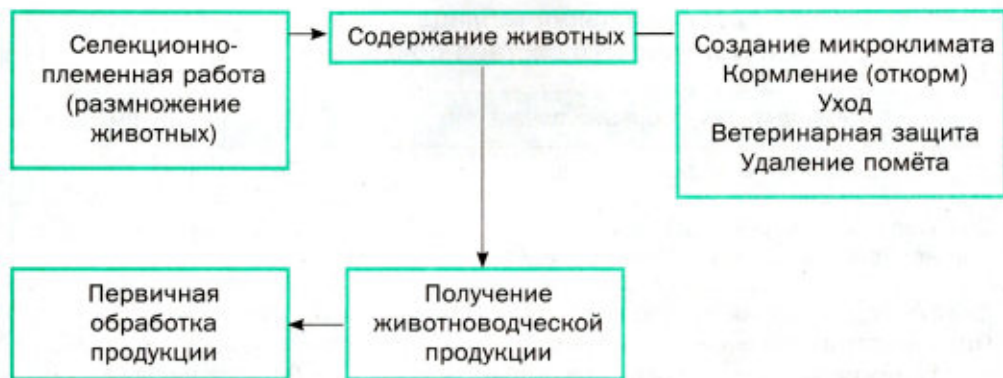 Селекционно-
племенная работа
(размножение
животных)
Содержание животных
Создание микроклимата
Кормление (откорм)
Уход
Ветеринарная защита
Удаление помёта
Первичная
обработка
продукции
Получение
животноводческой
продукции